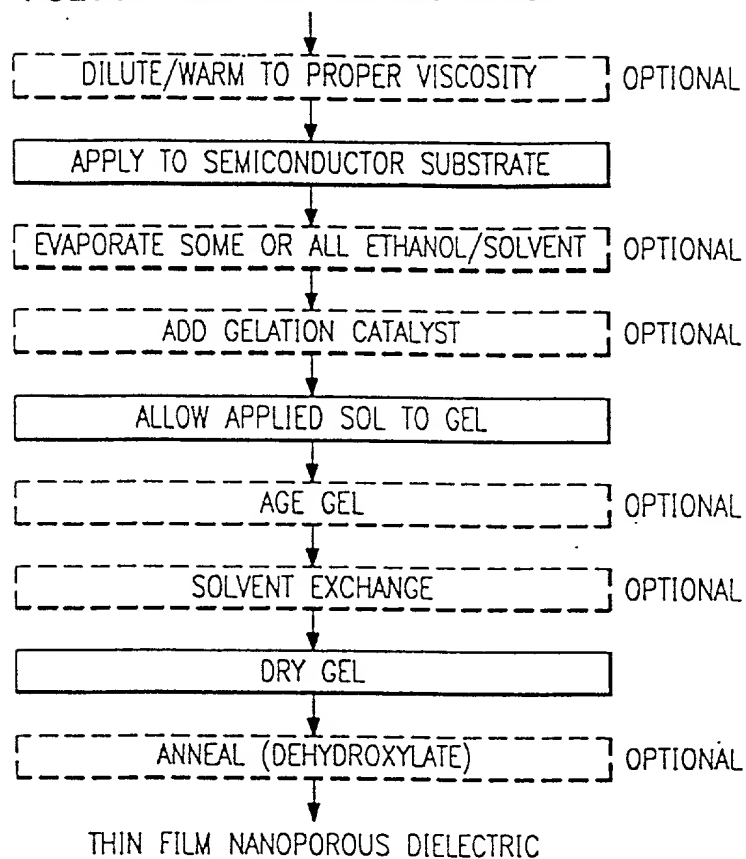 DILUTE/WARM TO PROPER VISCOSITY OPTIONAL
APPLY TO SEMICONDUCTOR SUBSTRATE
EVAPORATE SOME OR ALL ETHANOL/SOLVENT OPTIONAL
ADD GELATION CATALYST OPTIONAL
ALLOW APPLIED SOL TO GEL
AGE GEL OPTIONAL
SOLVENT EXCHANGE OPTIONAL
DRY GEL
ANNEAL (DEHYDROXYLATE) OPTIONAL
THIN FILM NANOPOROUS DIELECTRIC